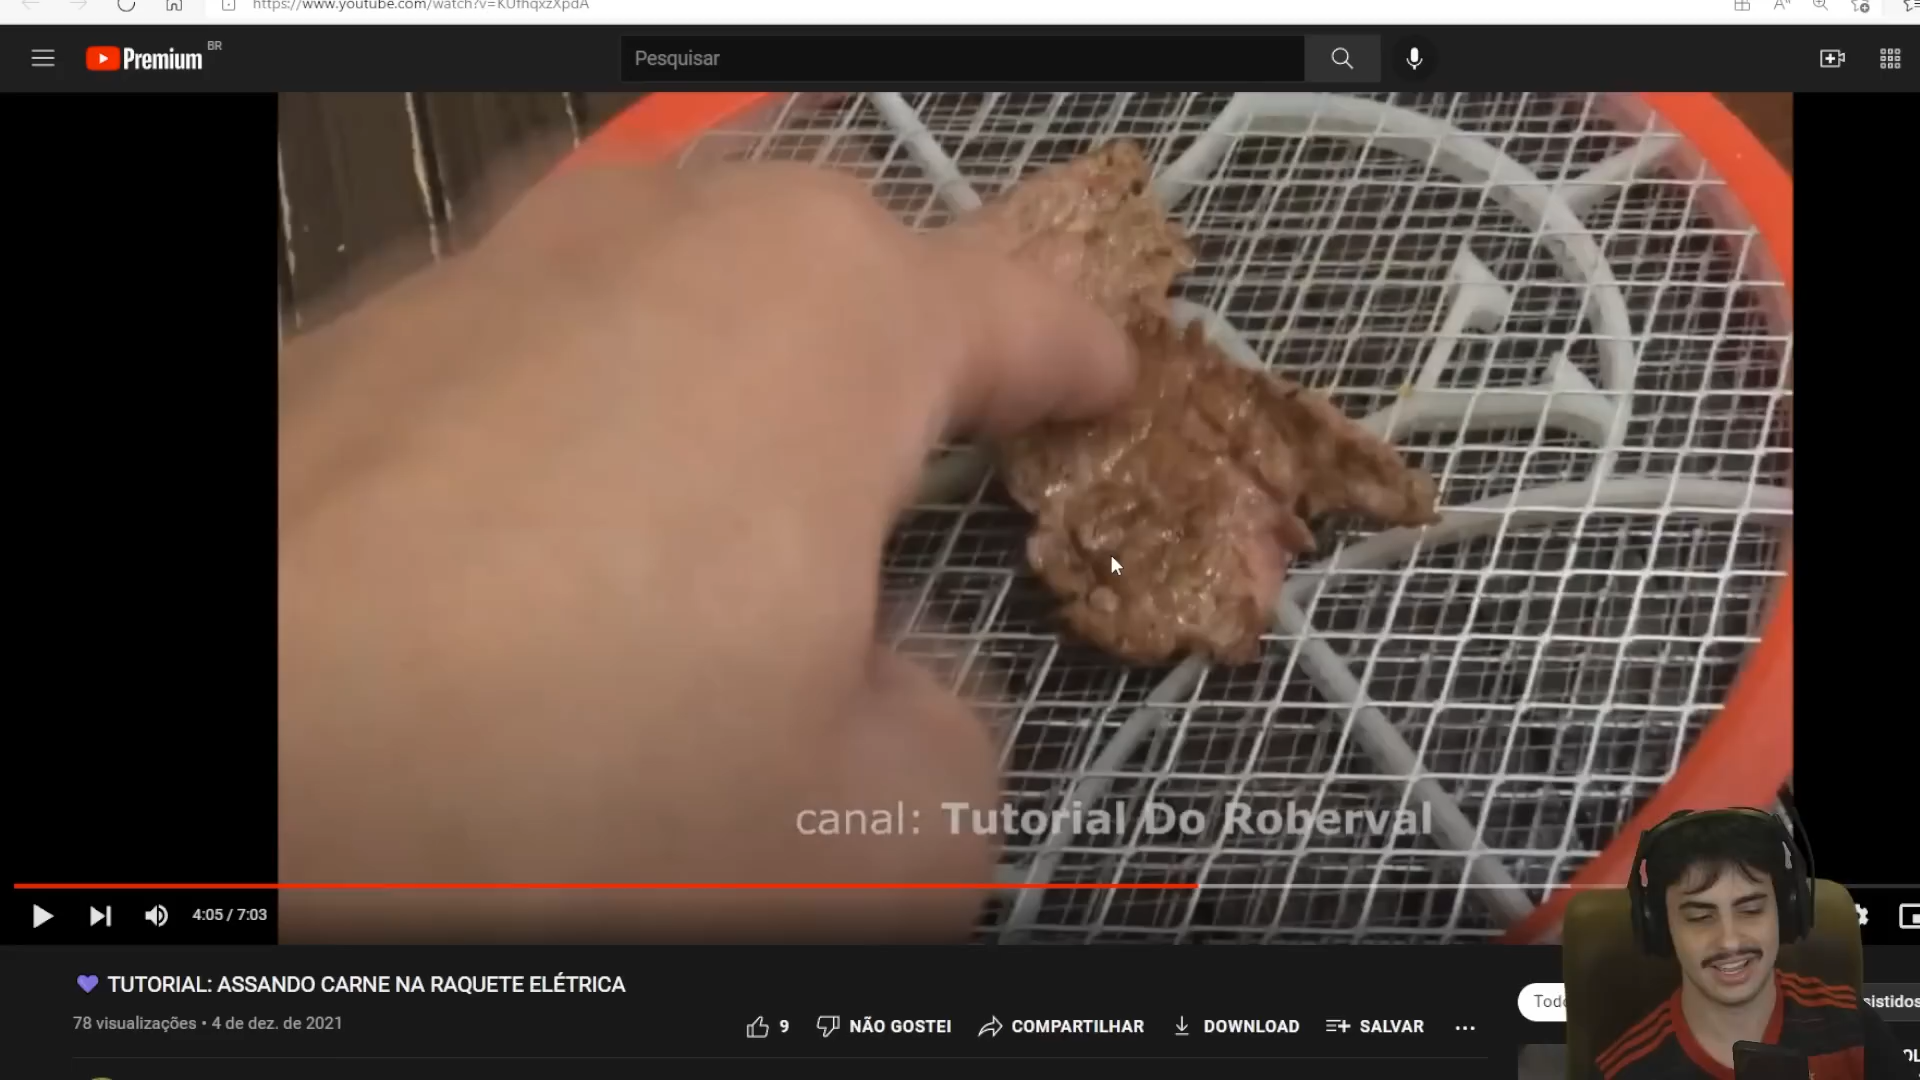 https://www.youtube.com/watch?v=KUfhqxzXpdA
Premium BR
Pesquisar
canal: Tutorial Do Roberval
4:05 / 7:03
💜 TUTORIAL: ASSANDO CARNE NA RAQUETE ELÉTRICA
78 visualizações • 4 de dez. de 2021
9 NÃO GOSTEI COMPARTILHAR DOWNLOAD SALVAR ...